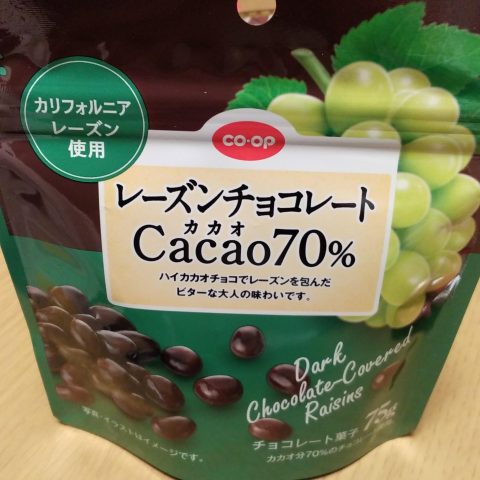 カリフォルニア
レーズン
使用
CO·OP
レーズンチョコレート
カカオ
Cacao70%
ハイカカオチョコでレーズンを包んだ
ビターな大人の味わいです。
Dark
Chocolate-Covered
Raisins
写真・イラストはイメージです。
チョコレート菓子 75g
カカオ分70%のチョコ